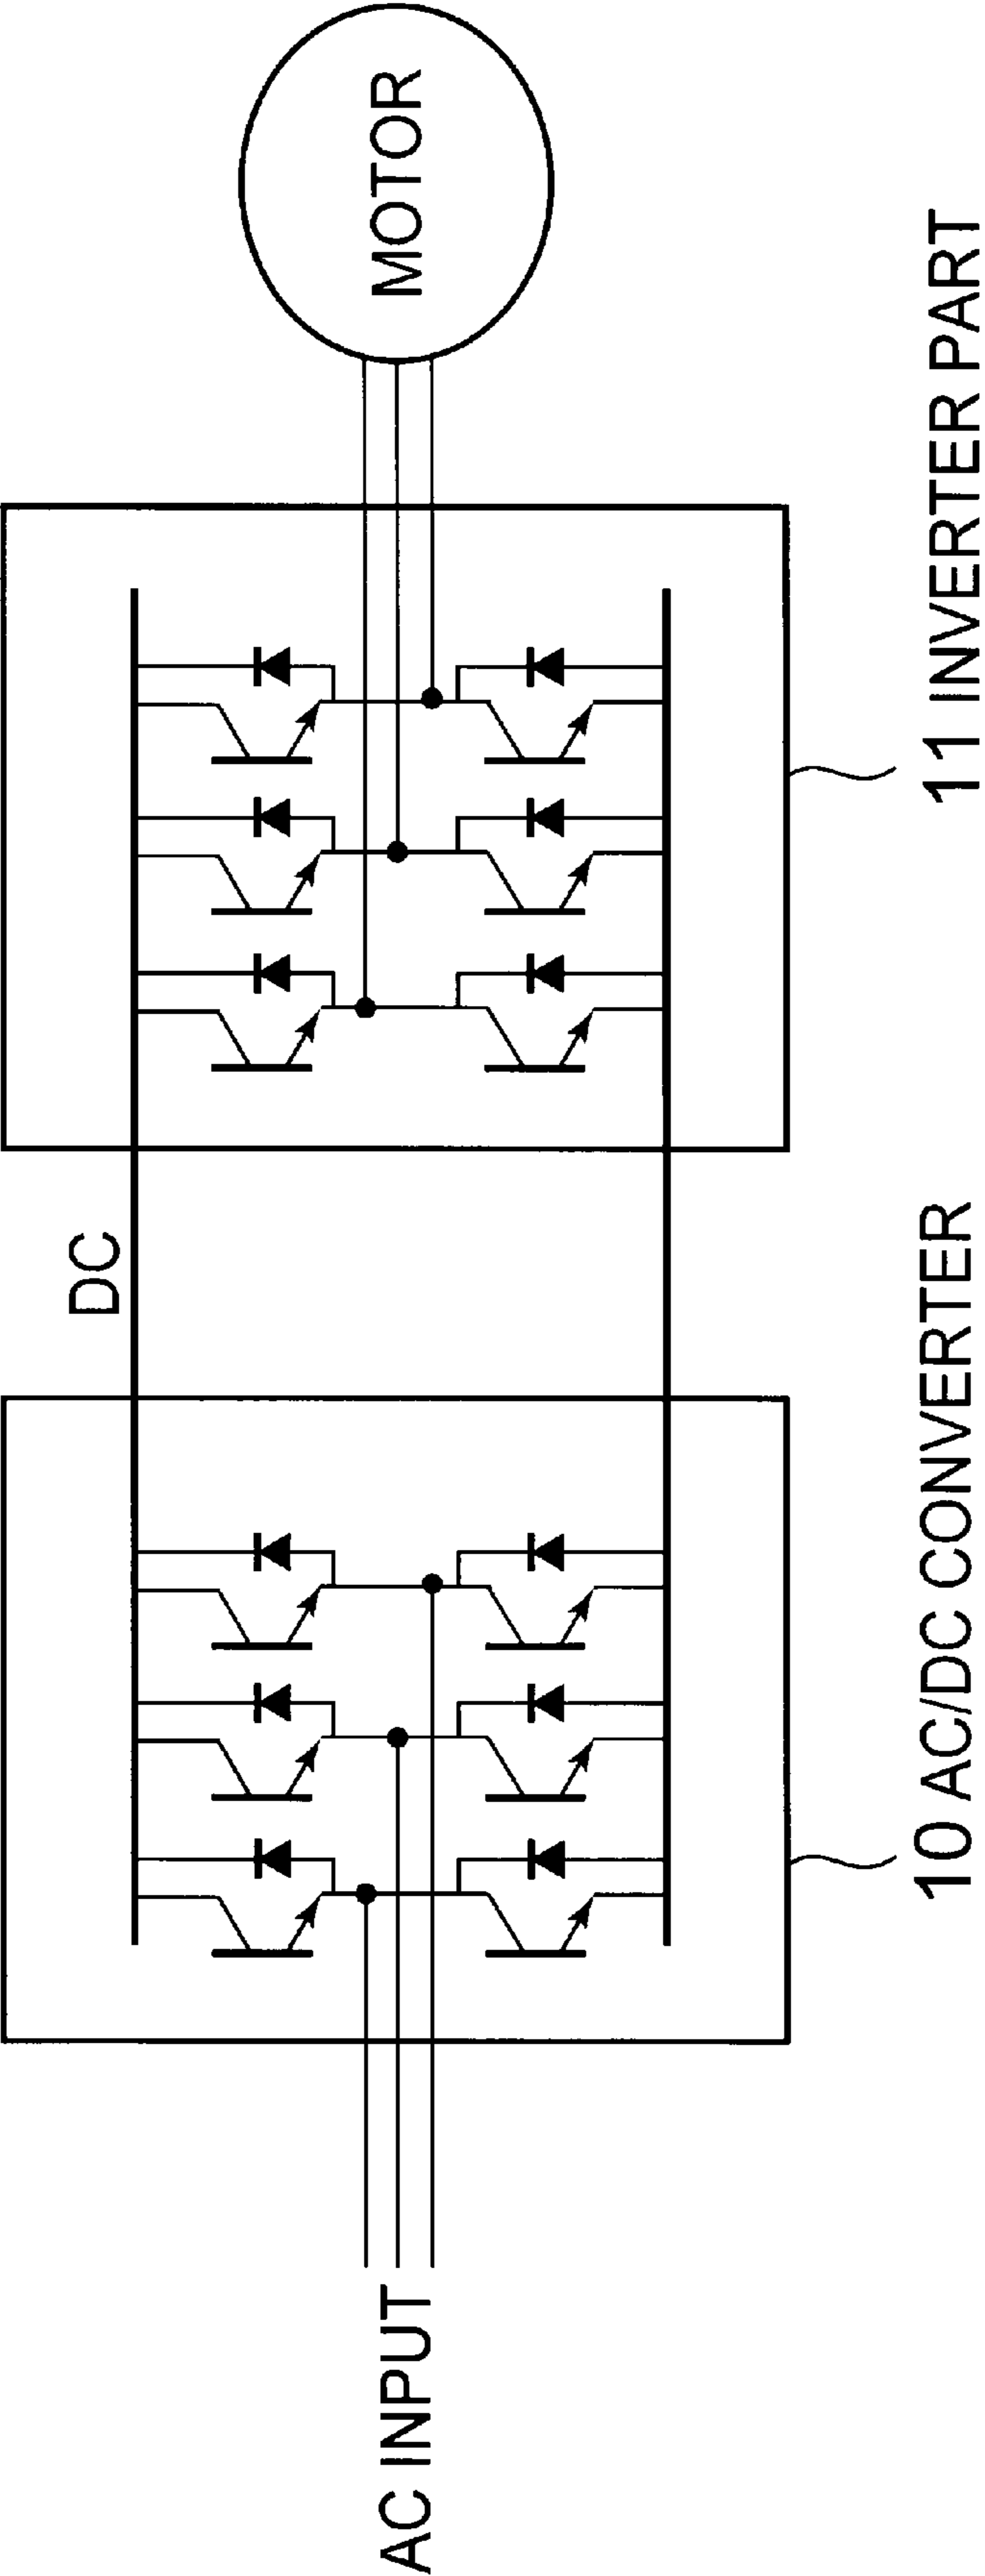 AC INPUT
DC
MOTOR
10 AC/DC CONVERTER
11 INVERTER PART